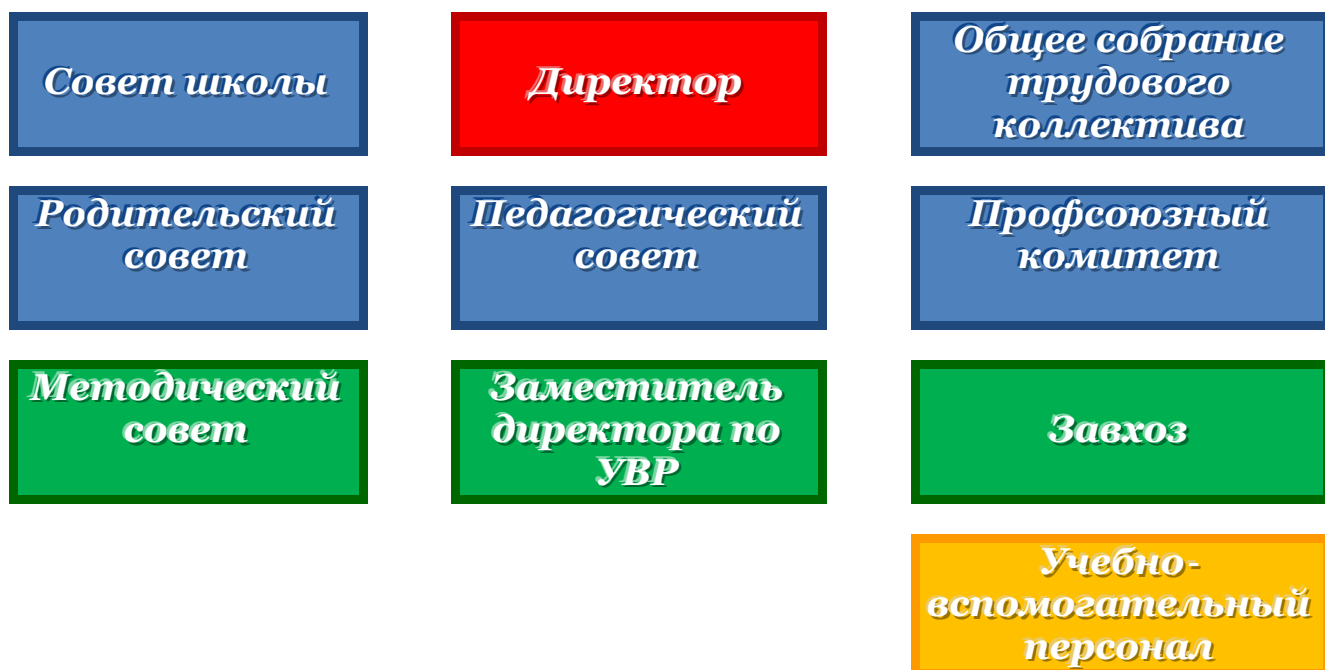 Совет школы
Директор
Общее собрание
трудового
коллектива
Родительский
совет
Педагогический
совет
Профсоюзный
комитет
Методический
совет
Заместитель
директора по
УВР
Завхоз
Учебно-
вспомогательный
персонал